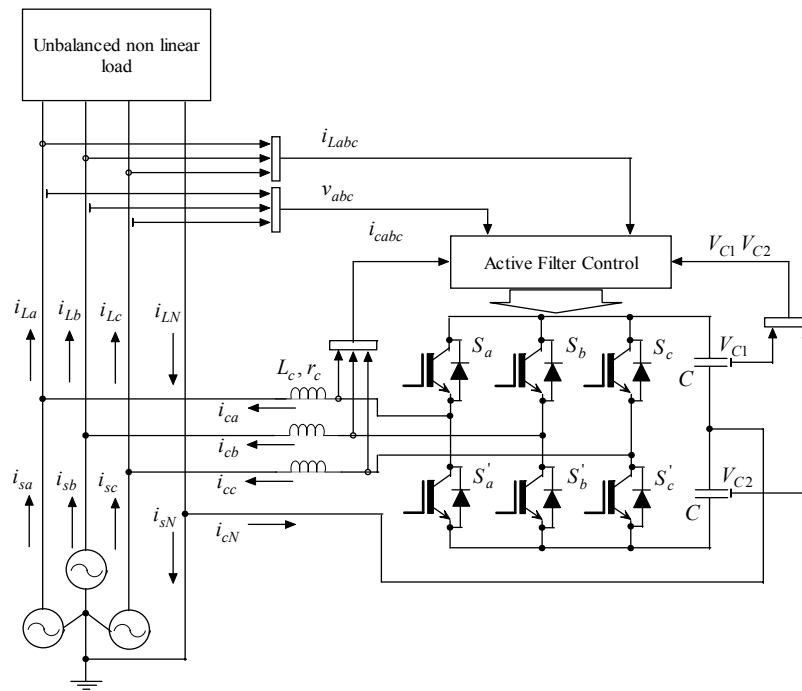 Unbalanced non linear
load
i_Labc
v_abc
i_cabc
Active Filter Control
V_C1 V_C2
i_La
i_Lb
i_Lc
i_LN
S_a
S_b
S_c
V_C1
C
L_c, r_c
i_ca
i_cb
i_cc
i_sa
i_sb
i_sc
i_sN
i_cN
S'_a
S'_b
S'_c
V_C2
C